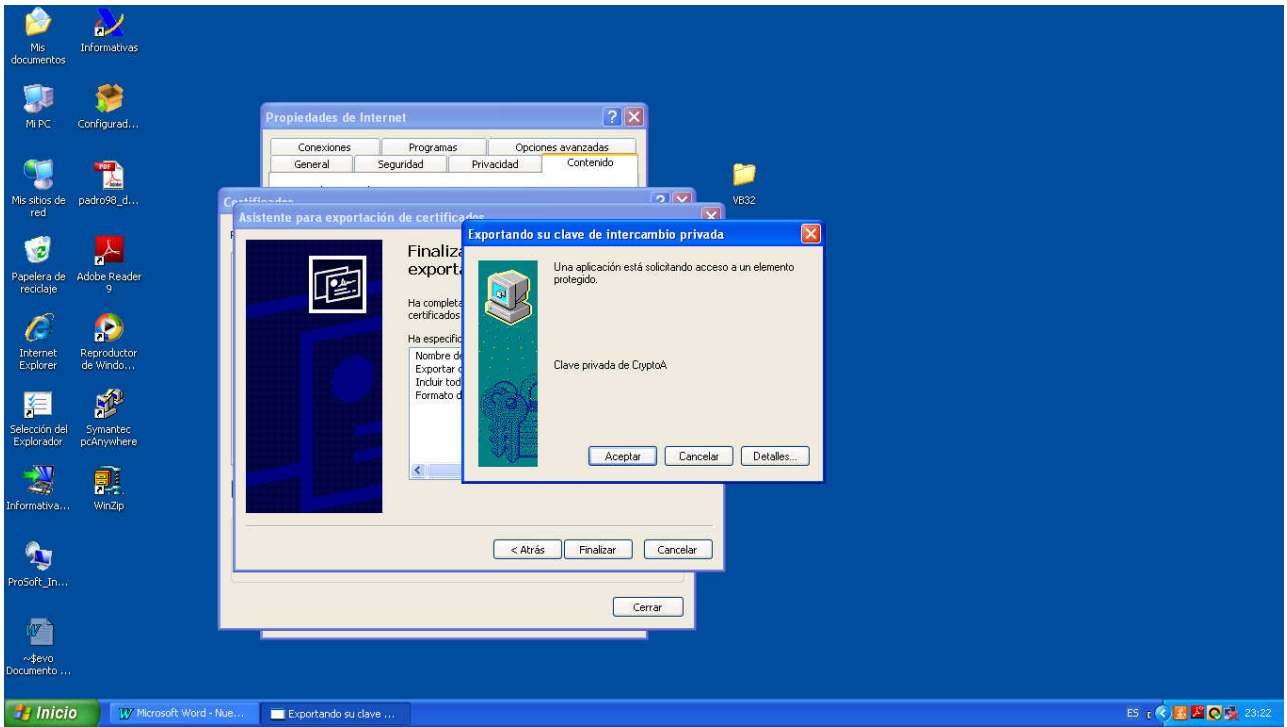 Mis
documentos
Informativas
Mi PC
Configurad...
Mis sitios de
red
padro98_d...
Papelera de
reciclaje
Adobe Reader
9
Internet
Explorer
Reproductor
de Windo...
Selección del
Explorador
Symantec
pcAnywhere
Informativa...
WinZip
ProSoft_In...
~$evo
Documento ...
VB32
Propiedades de Internet
Conexiones
Programas
Opciones avanzadas
General
Seguridad
Privacidad
Contenido
Asistente para exportación de certificados
Finaliza
exporta
Ha completa
certificados
Ha especific
Nombre de
Exportar c
Incluir tod
Formato d
< Atrás
Finalizar
Cancelar
Cerrar
Exportando su clave de intercambio privada
Una aplicación está solicitando acceso a un elemento
protegido.
Clave privada de CryptoA
Aceptar
Cancelar
Detalles...
Inicio
Microsoft Word - Nue...
Exportando su clave ...
ES
23:22